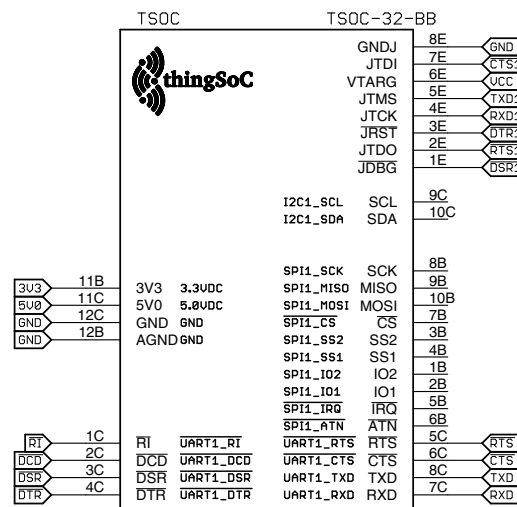 TSOC TSOC-32-BB
thingSoC
GNDJ 8E GND
JTDI 7E CTS1
VTARG 6E VCC
JTMS 5E TXD1
JTCK 4E RXD1
JRST 3E DTR1
JTDO 2E RTS1
JDBG 1E DSR1
I2C1_SCL SCL 9C
I2C1_SDA SDA 10C
SPI1_SCK SCK 8B
SPI1_MISO MISO 9B
SPI1_MOSI MOSI 10B
SPI1_CS CS 7B
SPI1_SS2 SS2 3B
SPI1_SS1 SS1 4B
SPI1_IO2 IO2 1B
SPI1_IO1 IO1 2B
SPI1_IRQ IRQ 5B
SPI1_ATN ATN 6B
3V3 11B 3V3 3.3VDC
5V0 11C 5V0 5.0VDC
GND 12C GND GND
GND 12B AGND GND
RI 1C RI UART1_RI UART1_RTS RTS 5C RTS
DCD 2C DCD UART1_DCD UART1_CTS CTS 6C CTS
DSR 3C DSR UART1_DSR UART1_TXD TXD 8C TXD
DTR 4C DTR UART1_DTR UART1_RXD RXD 7C RXD